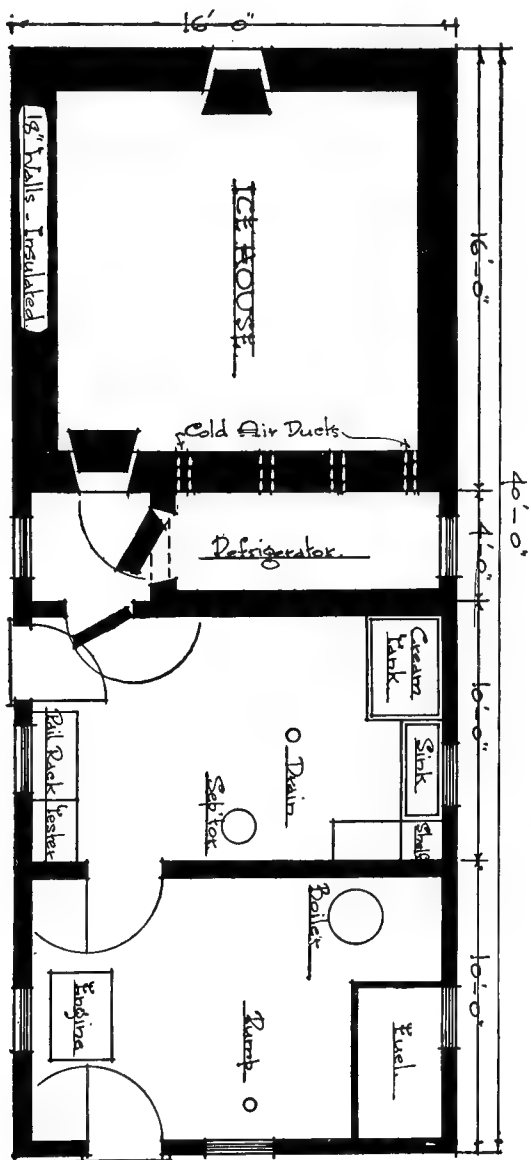 16'-0"
16'-0"
40'-0"
18" Walls - Insulated.
ICE HOUSE.
Cold Air Ducts
Refrigerator.
4'-0"
Cream
Tank
10'-0"
Sink
Shelf
Drain
Sep'tor
Pail Rack
Tester
Boiler
10'-0"
Engine
Pump
Fuel